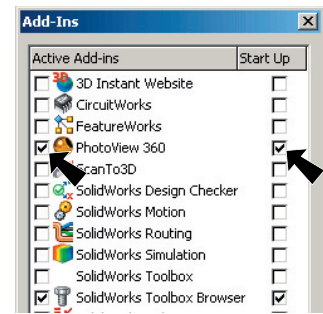 Add-Ins
Active Add-ins Start Up
3D Instant Website
CircuitWorks
FeatureWorks
PhotoView 360
ScanTo3D
SolidWorks Design Checker
SolidWorks Motion
SolidWorks Routing
SolidWorks Simulation
SolidWorks Toolbox
SolidWorks Toolbox Browser